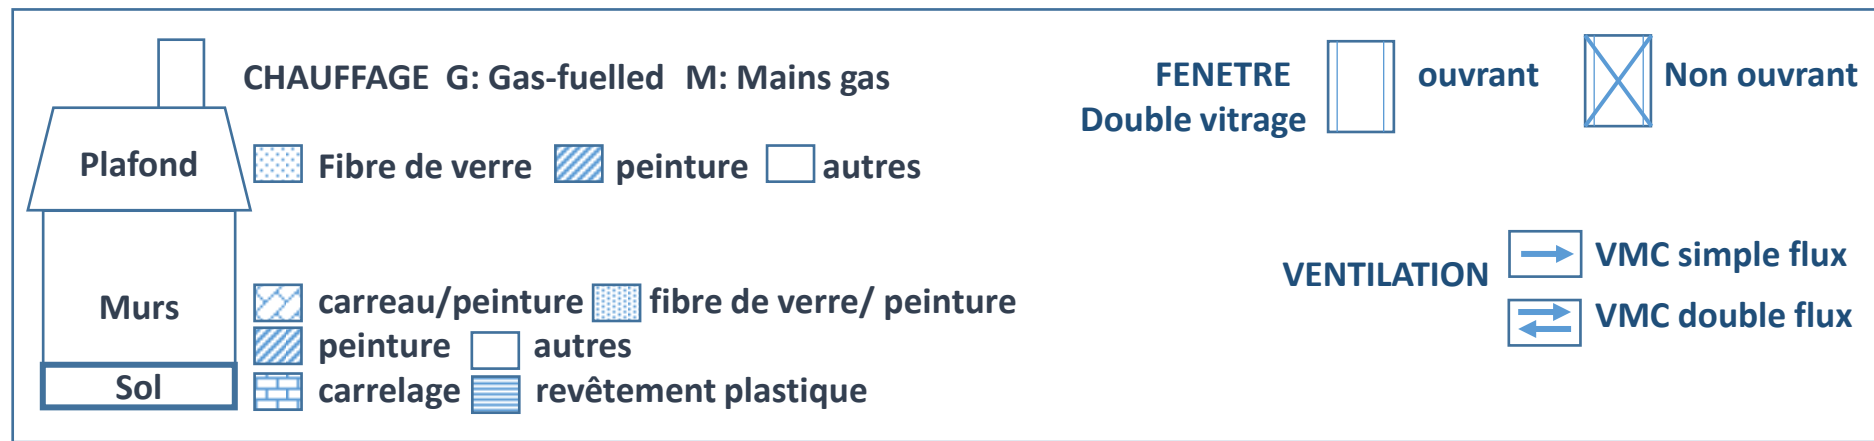 CHAUFFAGE G: Gas-fuelled M: Mains gas
Plafond
Fibre de verre peinture autres
Murs
carreau/peinture fibre de verre/ peinture
peinture autres
Sol
carrelage revêtement plastique
FENETRE ouvrant Non ouvrant
Double vitrage
VENTILATION
VMC simple flux
VMC double flux